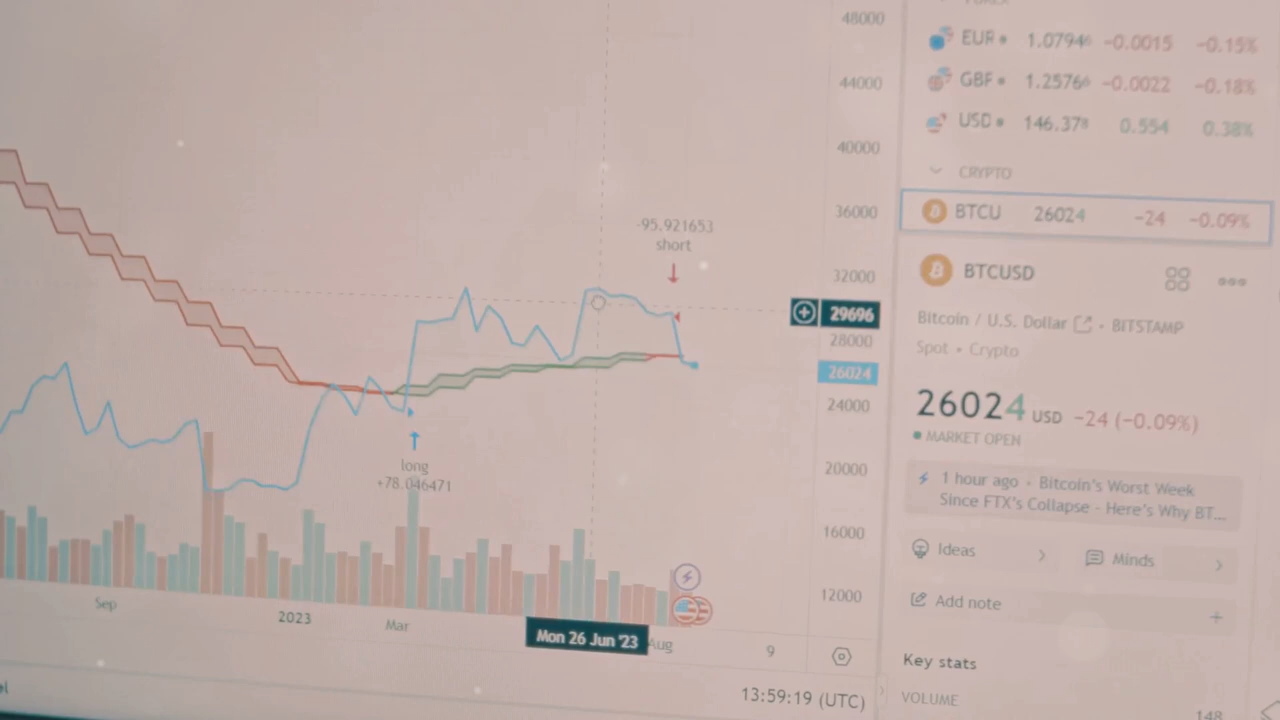 48000
44000
40000
36000
32000
29696
28000
26024
24000
20000
16000
12000
-95.921653
short
long
+78.046471
Sep
2023
Mar
Mon 26 Jun '23
Aug
9
13:59:19 (UTC)
EUR 1.07946 -0.0015 -0.15%
GBP 1.25766 -0.0022 -0.18%
USD 146.378 0.554 0.38%
CRYPTO
BTCU 26024 -24 -0.09%
BTCUSD
Bitcoin / U.S. Dollar • BITSTAMP
Spot • Crypto
26024 USD -24 (-0.09%)
MARKET OPEN
1 hour ago • Bitcoin's Worst Week
Since FTX's Collapse - Here's Why BT...
Ideas
Minds
Add note
Key stats
VOLUME
148